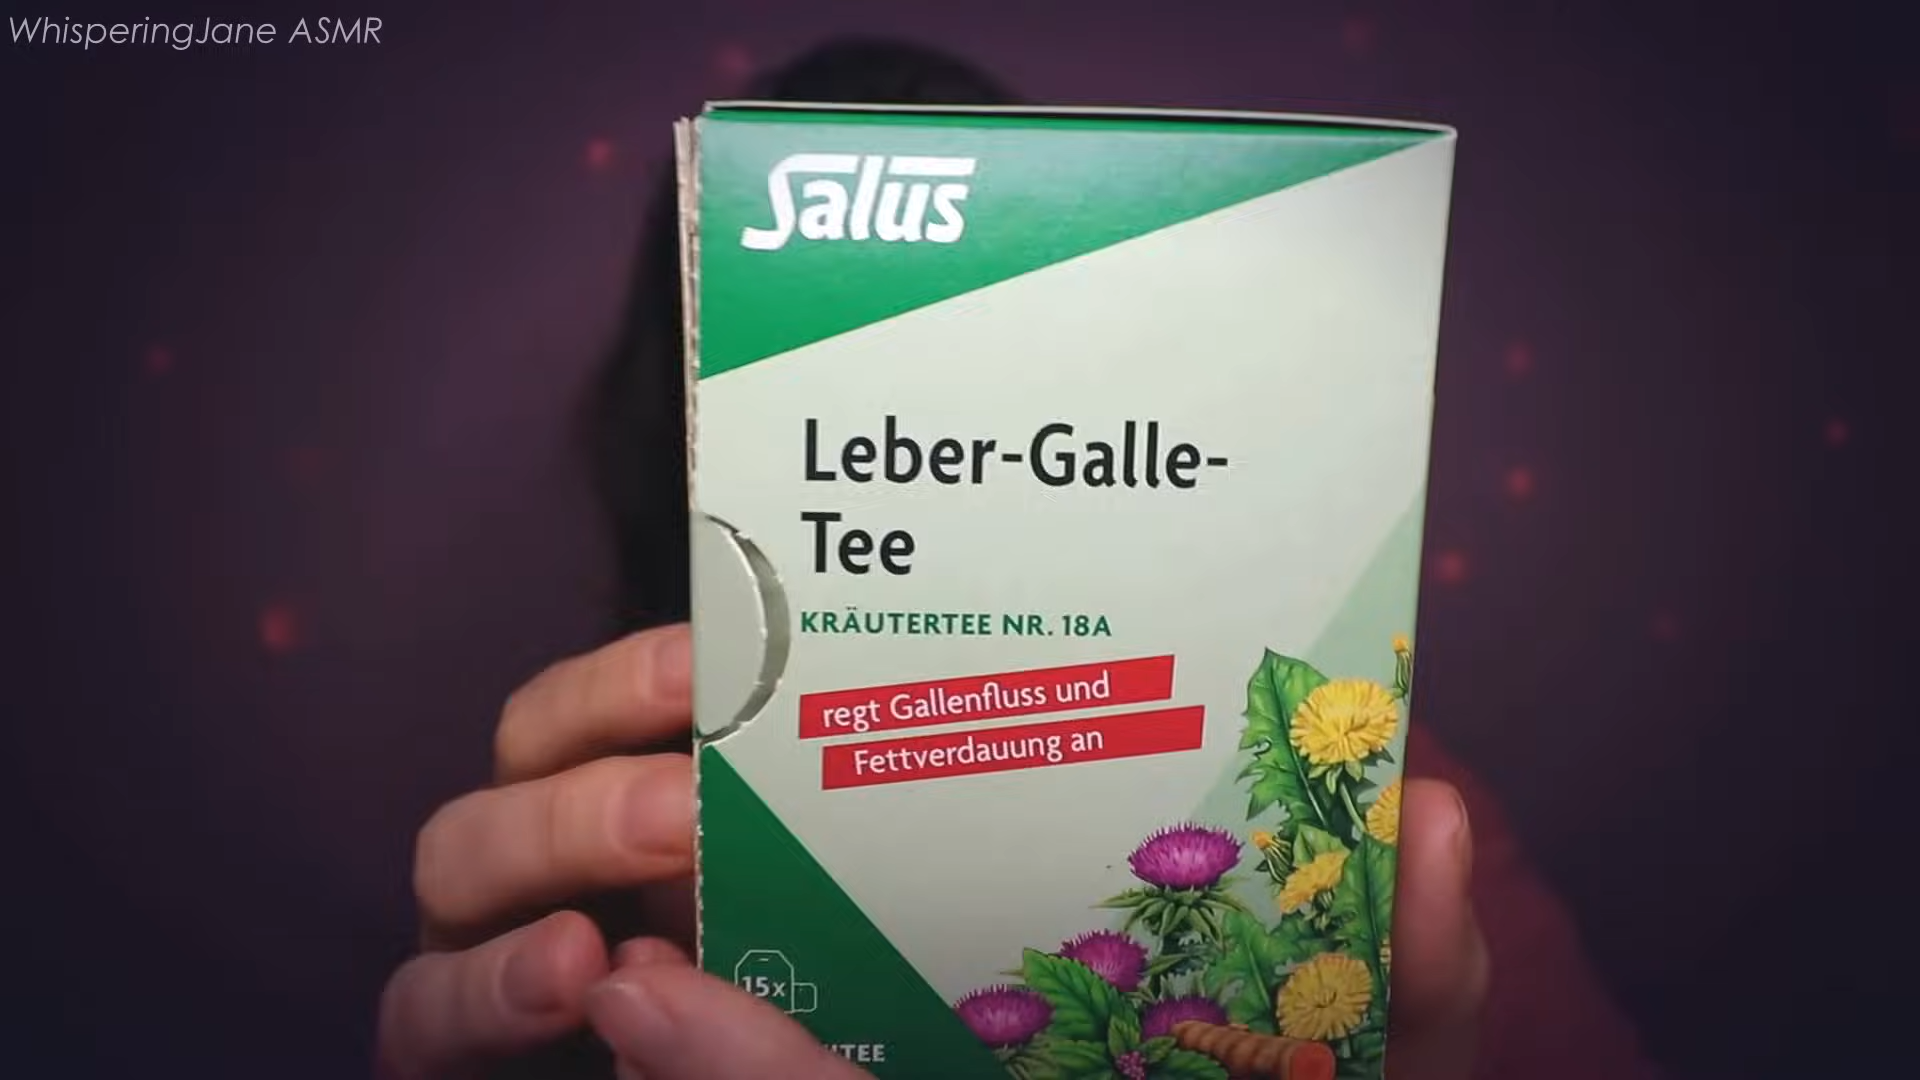 WhisperingJane ASMR
Salus
Leber-Galle-
Tee
KRÄUTERTEE NR. 18A
regt Gallenfluss und
Fettverdauung an
15x